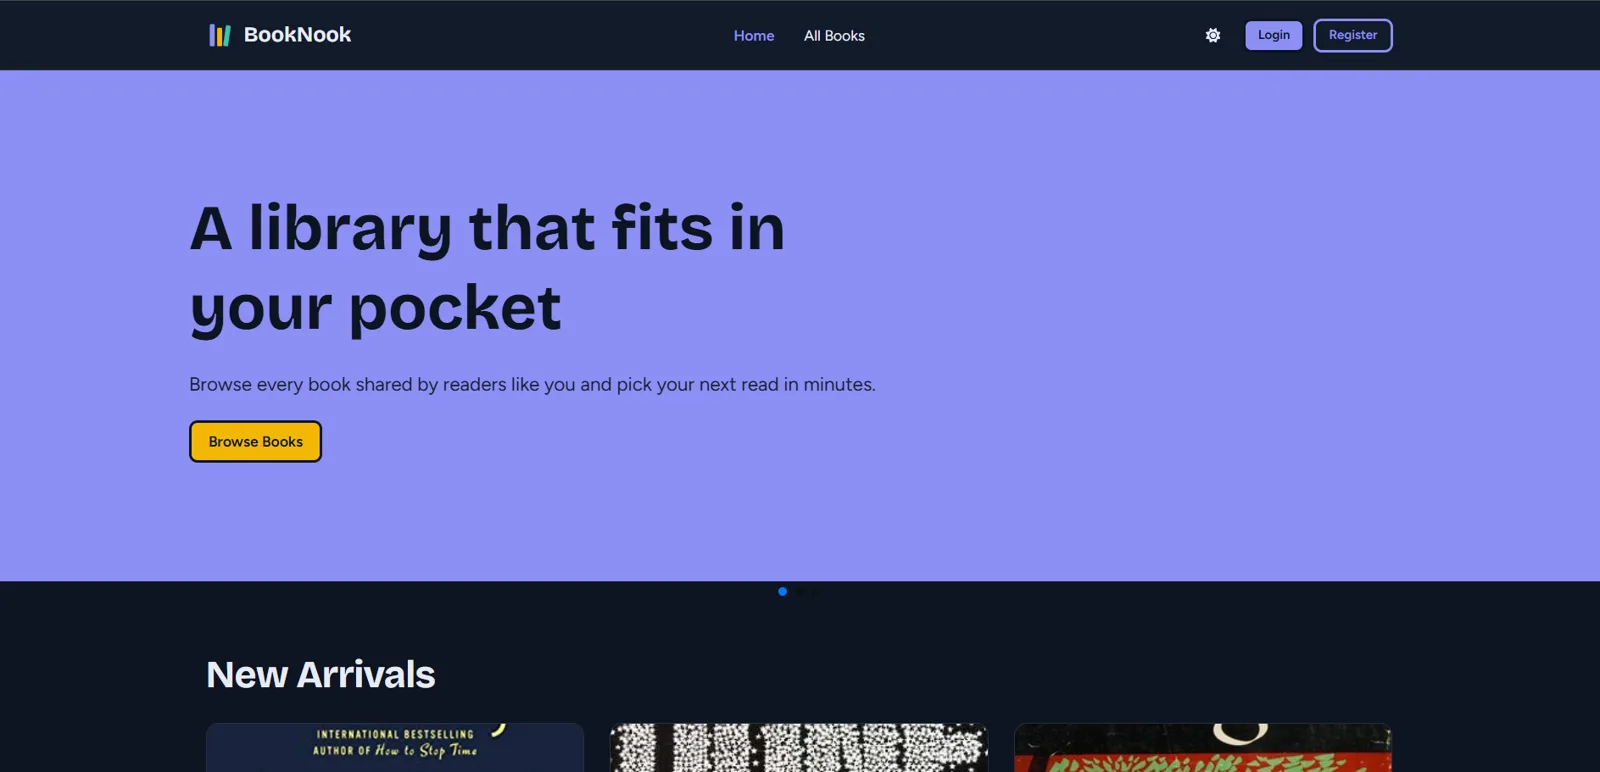 BookNook
Home
All Books
Login
Register
A library that fits in
your pocket
Browse every book shared by readers like you and pick your next read in minutes.
Browse Books
New Arrivals
INTERNATIONAL BESTSELLING
AUTHOR OF How to Stop Time